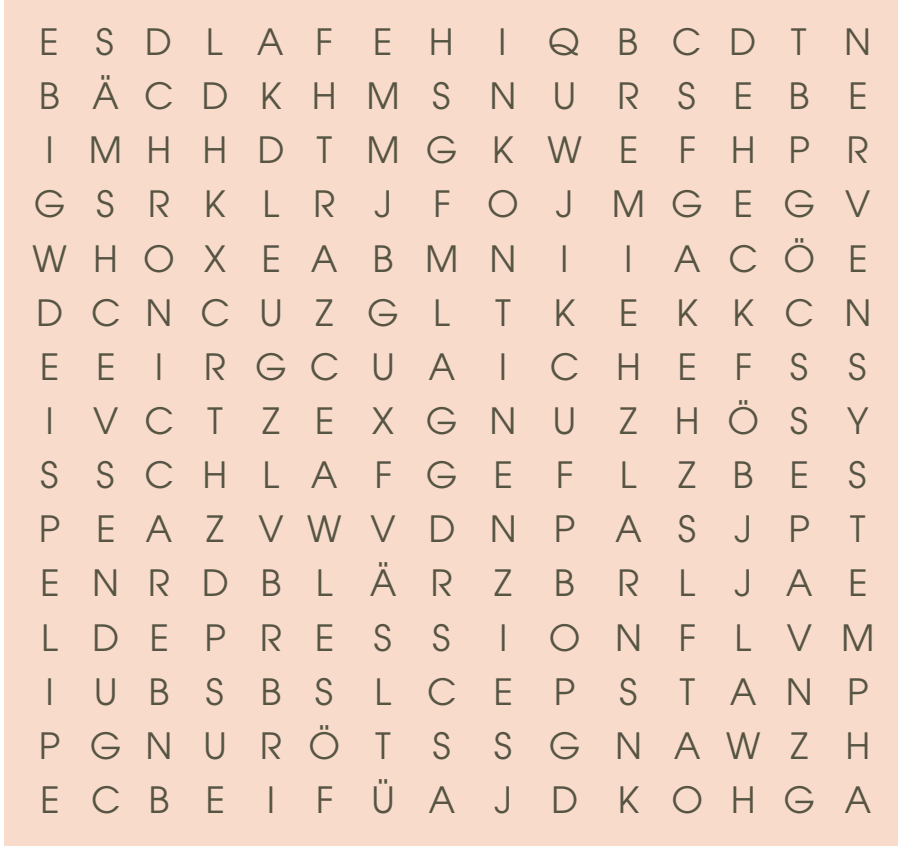 E S D L A F E H I Q B C D T N
B Ä C D K H M S N U R S E B E
I M H H D T M G K W E F H P R
G S R K L R J F O J M G E G V
W H O X E A B M N I I A C Ö E
D C N C U Z G L T K E K K C N
E E I R G C U A I C H E F S S
I V C T Z E X G N U Z H Ö S Y
S S C H L A F G E F L Z B E S
P E A Z V W V D N P A S J P T
E N R D B L Ä R Z B R L J A E
L D E P R E S S I O N F L V M
I U B S B S L C E P S T A N P
P G N U R Ö T S S G N A W Z H
E C B E I F Ü A J D K O H G A